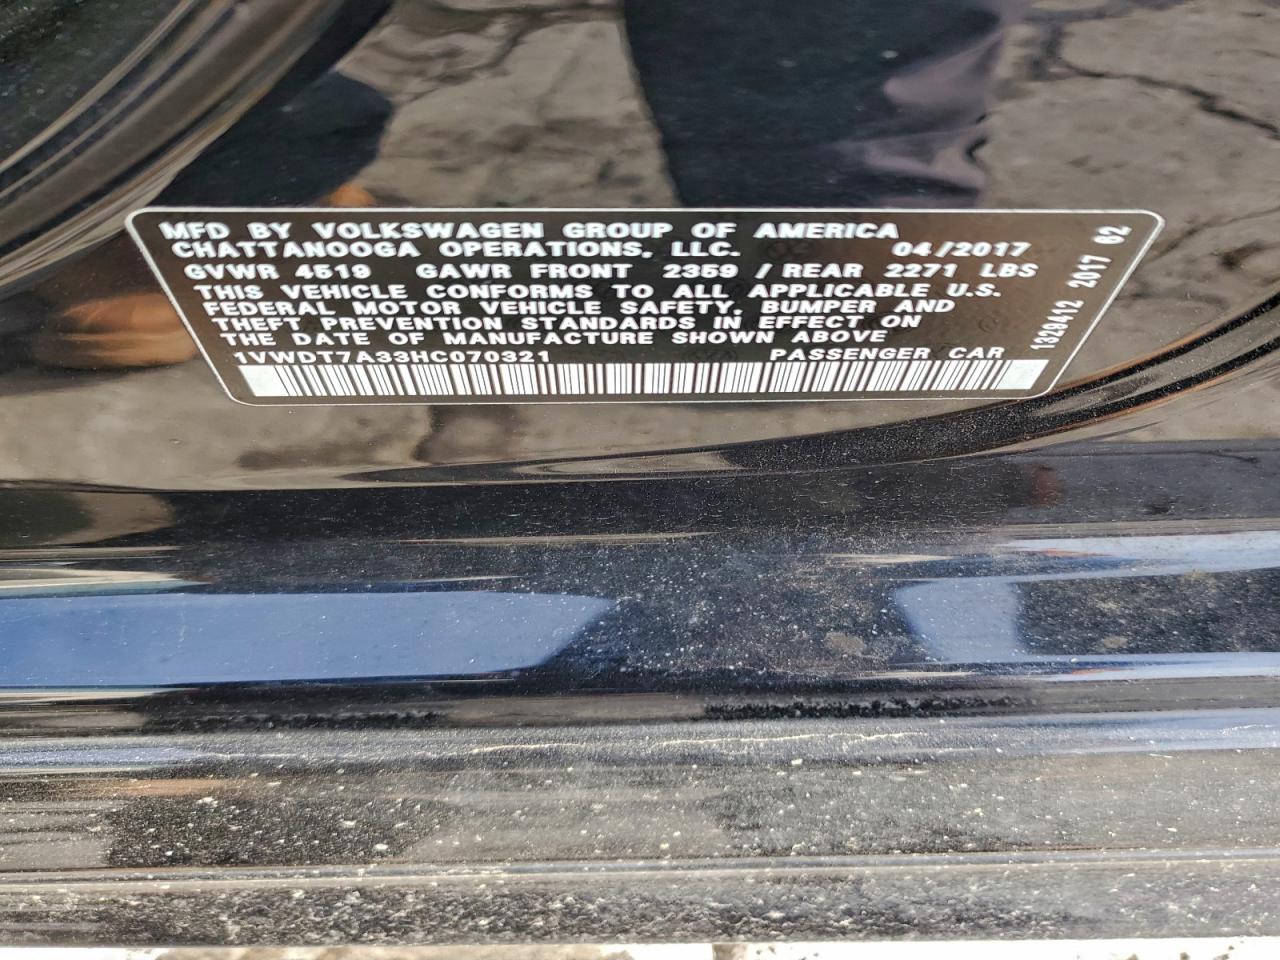 MFD BY VOLKSWAGEN GROUP OF AMERICA
CHATTANOOGA OPERATIONS, LLC. 04/2017
GVWR 4519 GAWR FRONT 2359 / REAR 2271 LBS
THIS VEHICLE CONFORMS TO ALL APPLICABLE U.S.
FEDERAL MOTOR VEHICLE SAFETY, BUMPER AND
THEFT PREVENTION STANDARDS IN EFFECT ON
THE DATE OF MANUFACTURE SHOWN ABOVE
1VWDT7A33HC070321 PASSENGER CAR
1329412 2017 62